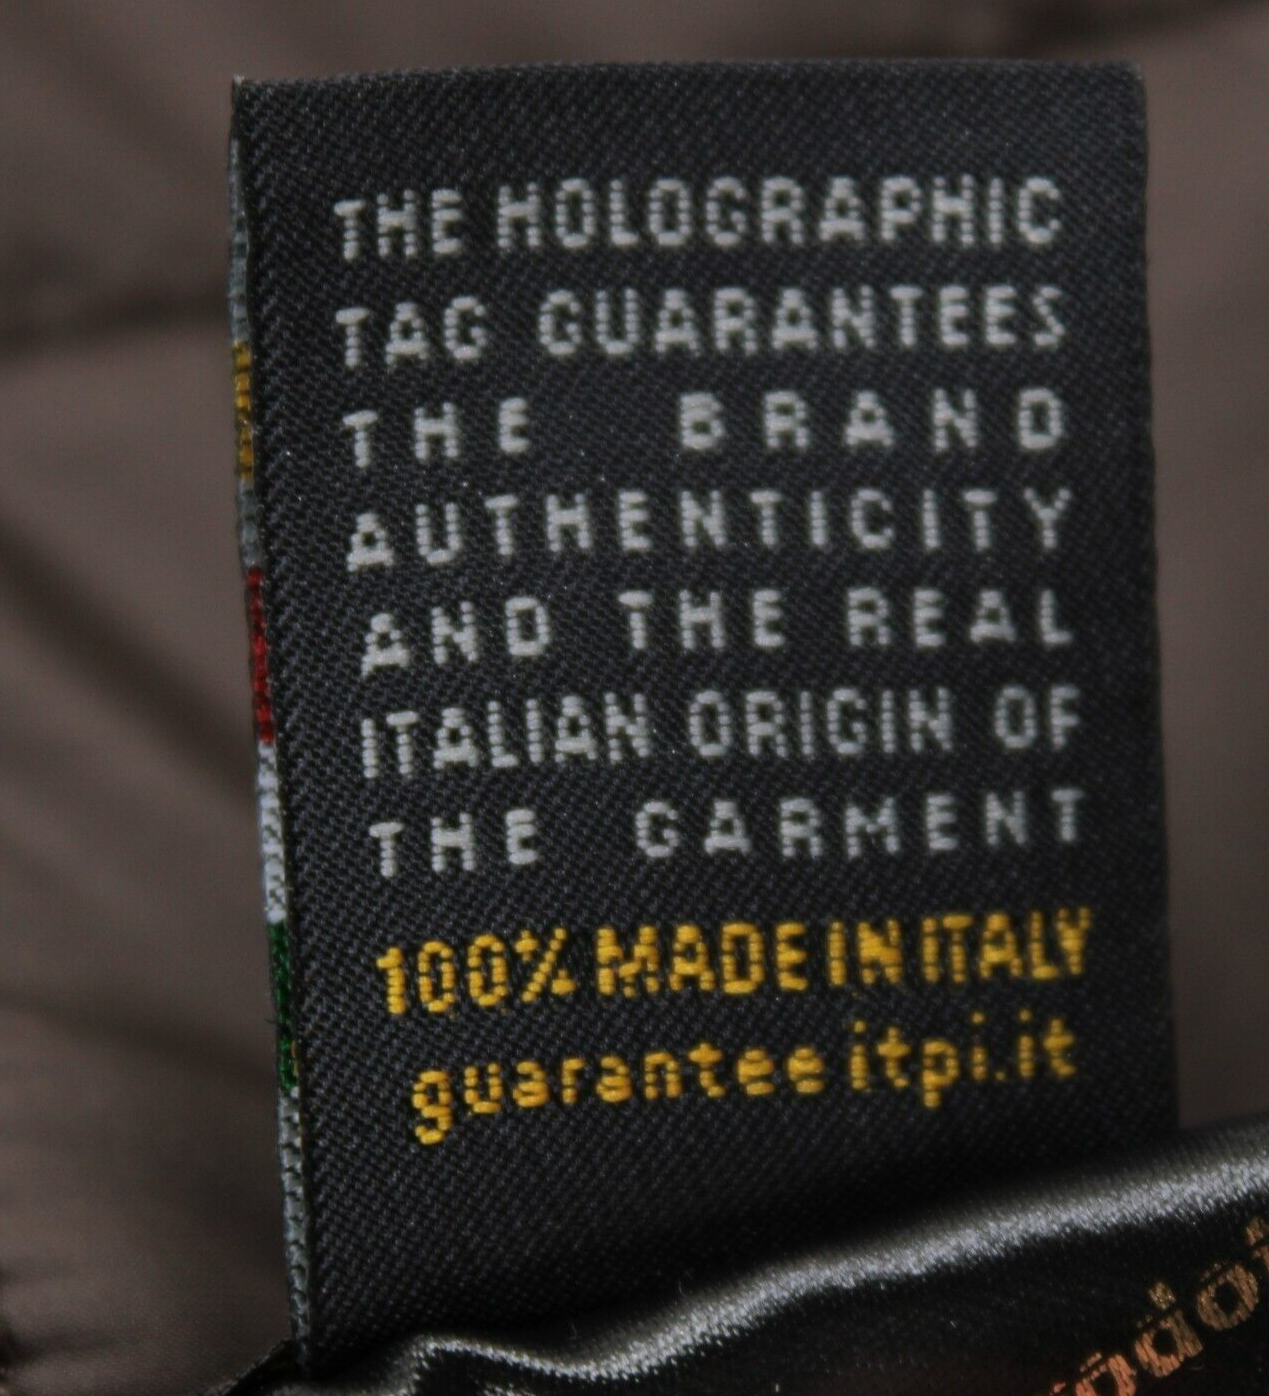 THE HOLOGRAPHIC
TAG GUARANTEES
THE BRAND
AUTHENTICITY
AND THE REAL
ITALIAN ORIGIN OF
THE GARMENT
100% MADE IN ITALY
guarantee itpi.it